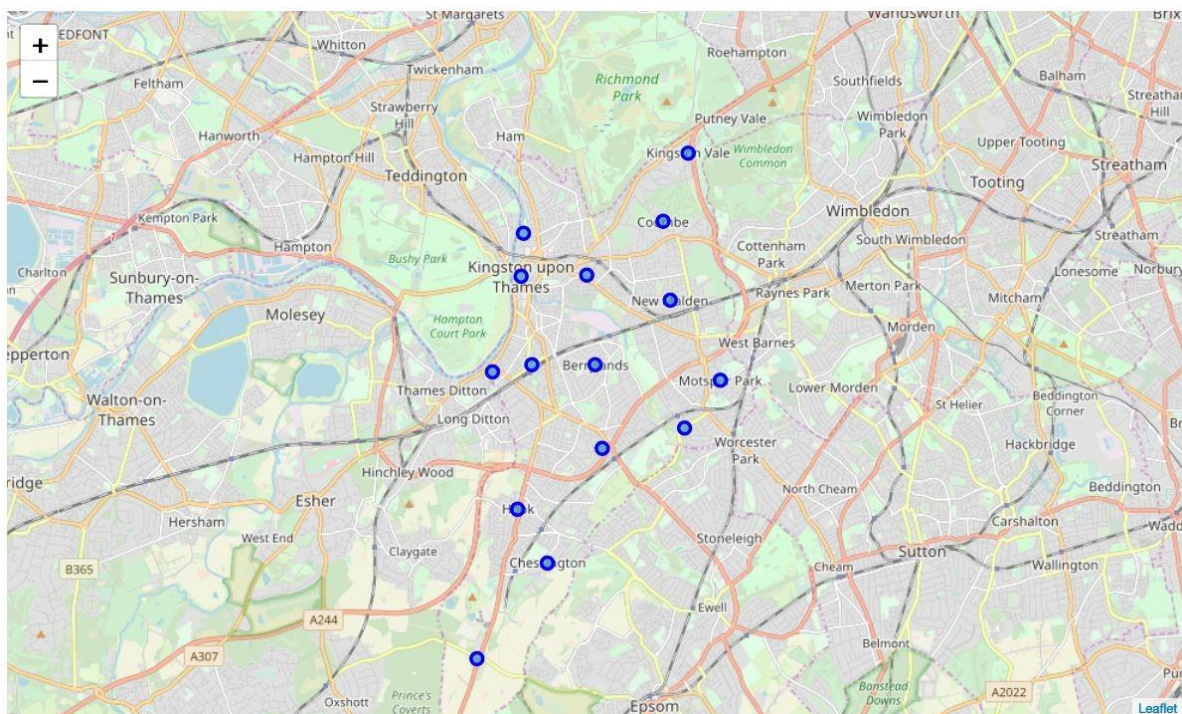 St Margarets
Wandsworth
EDFONT
Whitton
Roehampton
Twickenham
Richmond
Park
Southfields
Balham
Feltham
Strawberry
Hill
Streatham
Hill
Putney Vale
Wimbledon
Park
Hanworth
Ham
Upper Tooting
Hampton Hill
Wimbledon
Common
Streatham
Teddington
Tooting
Kempton Park
Wimbledon
Hampton
South Wimbledon
Streatham
Bushy Park
Cottenham
Park
Charlton
Kingston upon
Thames
Lonesome
Norbury
Sunbury-on-
Thames
Merton Park
Mitcham
Raynes Park
Molesey
Hampton
Court Park
Morden
West Barnes
epperton
Thames Ditton
Lower Morden
Walton-on-
Thames
St Helier
Beddington
Corner
Long Ditton
Worcester
Park
Hackbridge
Hinchley Wood
ridge
Esher
North Cheam
Beddington
Hersham
Carshalton
West End
Stoneleigh
Claygate
Sutton
B365
Cheam
Wallington
Ewell
A244
Belmont
A307
Banstead
Downs
Oxshott
Prince's
Coverts
Epsom
A2022
Leaflet
+
−